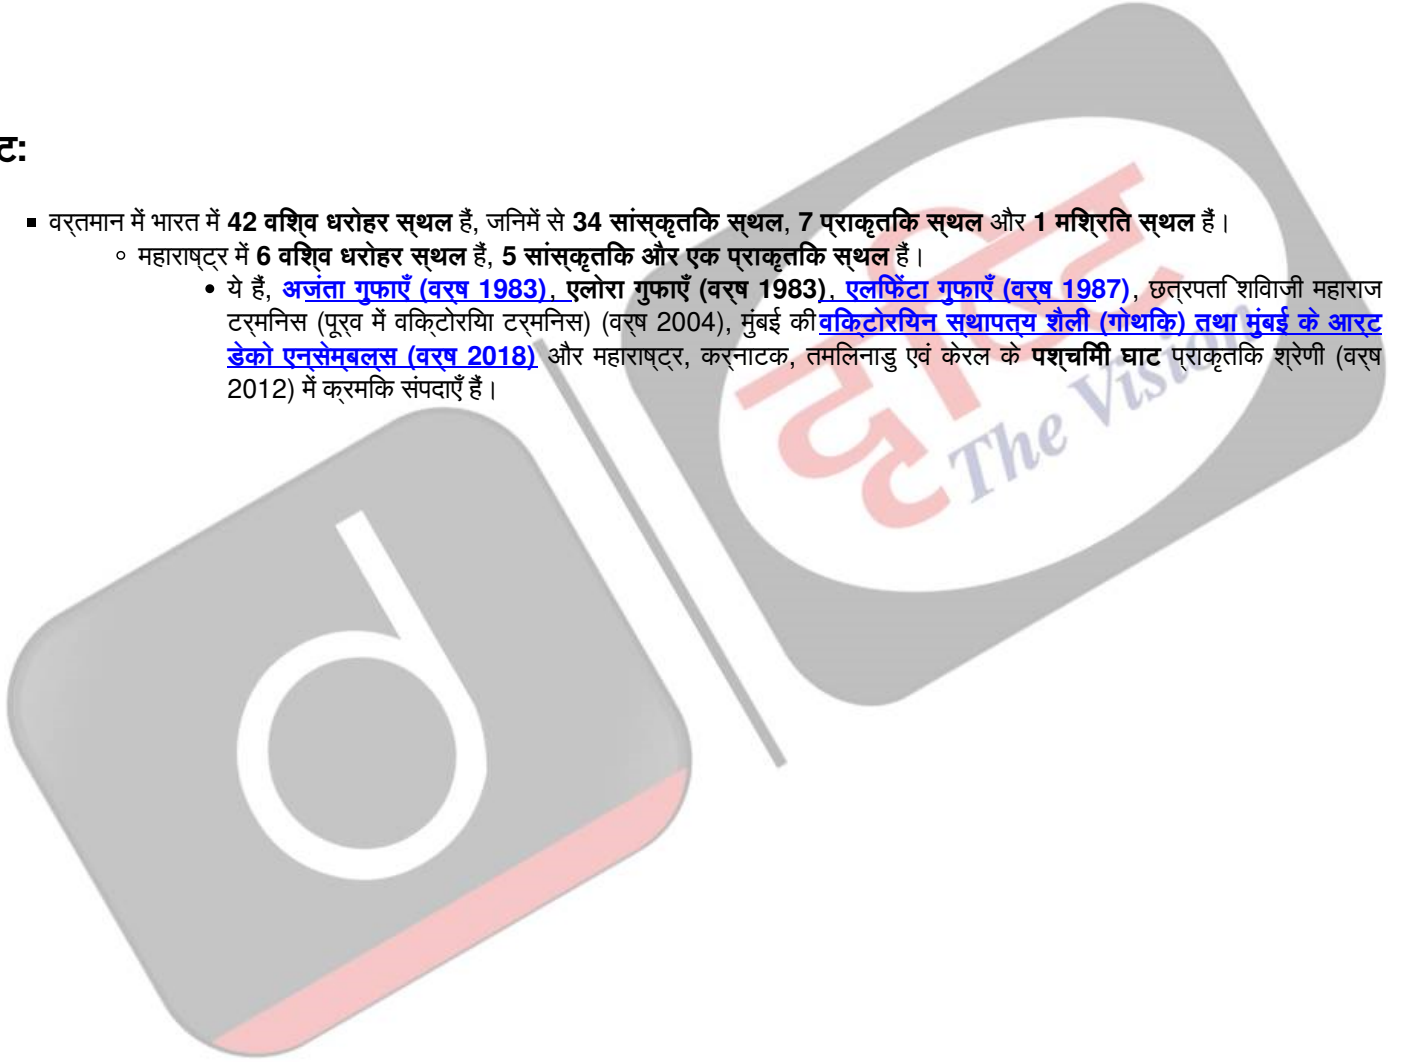 ट:
वर्तमान में भारत में 42 विश्व धरोहर स्थल हैं, जिनमें से 34 सांस्कृतिक स्थल, 7 प्राकृतिक स्थल और 1 मिश्रित स्थल हैं।
महाराष्ट्र में 6 विश्व धरोहर स्थल हैं, 5 सांस्कृतिक और एक प्राकृतिक स्थल हैं।
ये हैं, अजंता गुफाएँ (वर्ष 1983), एलोरा गुफाएँ (वर्ष 1983), एलिफेंटा गुफाएँ (वर्ष 1987), छत्रपति शिवाजी महाराज
टर्मिनस (पूर्व में विक्टोरिया टर्मिनस) (वर्ष 2004), मुंबई की विक्टोरियन स्थापत्य शैली (गोथिक) तथा मुंबई के आर्ट
डेको एनसेम्बल्स (वर्ष 2018) और महाराष्ट्र, कर्नाटक, तमिलनाडु एवं केरल के पश्चिमी घाट प्राकृतिक श्रेणी (वर्ष
2012) में क्रमिक संपदाएँ हैं।
d
दृष्टि
The Vision